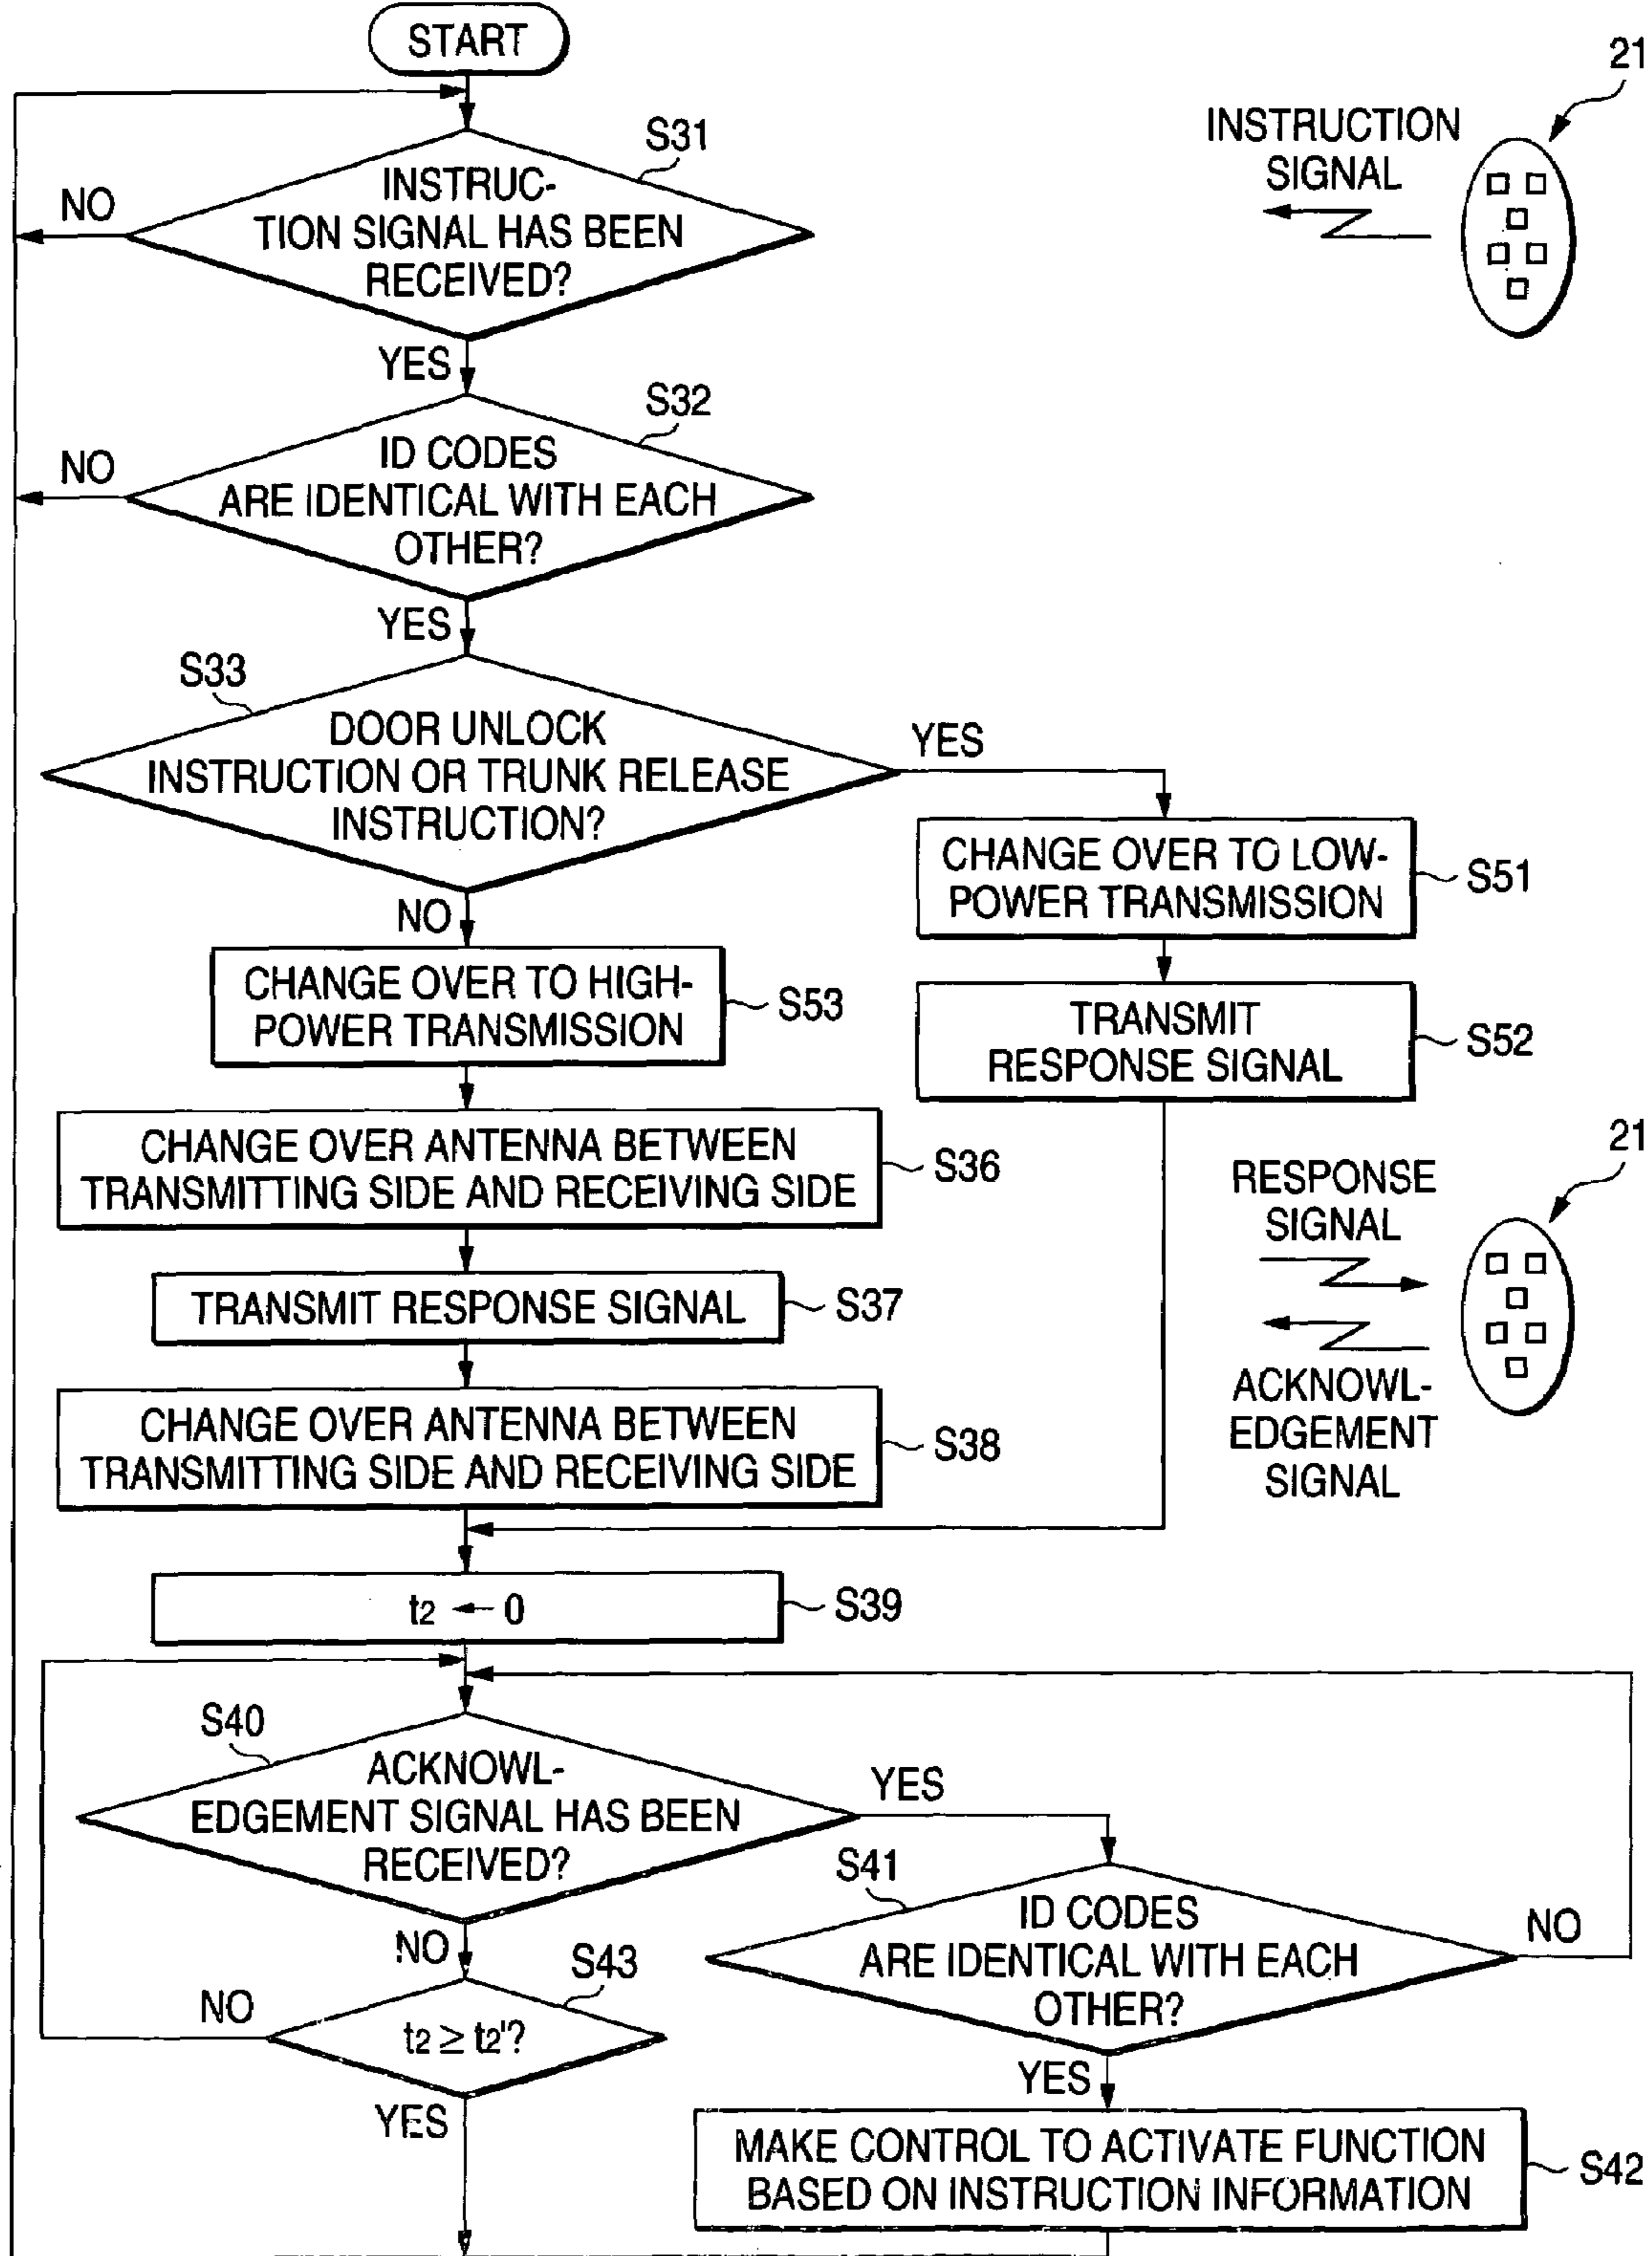 START
21
INSTRUCTION
SIGNAL
S31
INSTRUC-
TION SIGNAL HAS BEEN
RECEIVED?
NO
YES
S32
ID CODES
ARE IDENTICAL WITH EACH
OTHER?
NO
YES
S33
DOOR UNLOCK
INSTRUCTION OR TRUNK RELEASE
INSTRUCTION?
YES
NO
CHANGE OVER TO LOW-
POWER TRANSMISSION
S51
CHANGE OVER TO HIGH-
POWER TRANSMISSION
S53
TRANSMIT
RESPONSE SIGNAL
S52
CHANGE OVER ANTENNA BETWEEN
TRANSMITTING SIDE AND RECEIVING SIDE
S36
21
RESPONSE
SIGNAL
ACKNOWL-
EDGEMENT
SIGNAL
TRANSMIT RESPONSE SIGNAL
S37
CHANGE OVER ANTENNA BETWEEN
TRANSMITTING SIDE AND RECEIVING SIDE
S38
t2 ← 0
S39
S40
ACKNOWL-
EDGEMENT SIGNAL HAS BEEN
RECEIVED?
YES
NO
S41
ID CODES
ARE IDENTICAL WITH EACH
OTHER?
NO
YES
S43
t2 ≥ t2'?
NO
YES
MAKE CONTROL TO ACTIVATE FUNCTION
BASED ON INSTRUCTION INFORMATION
S42